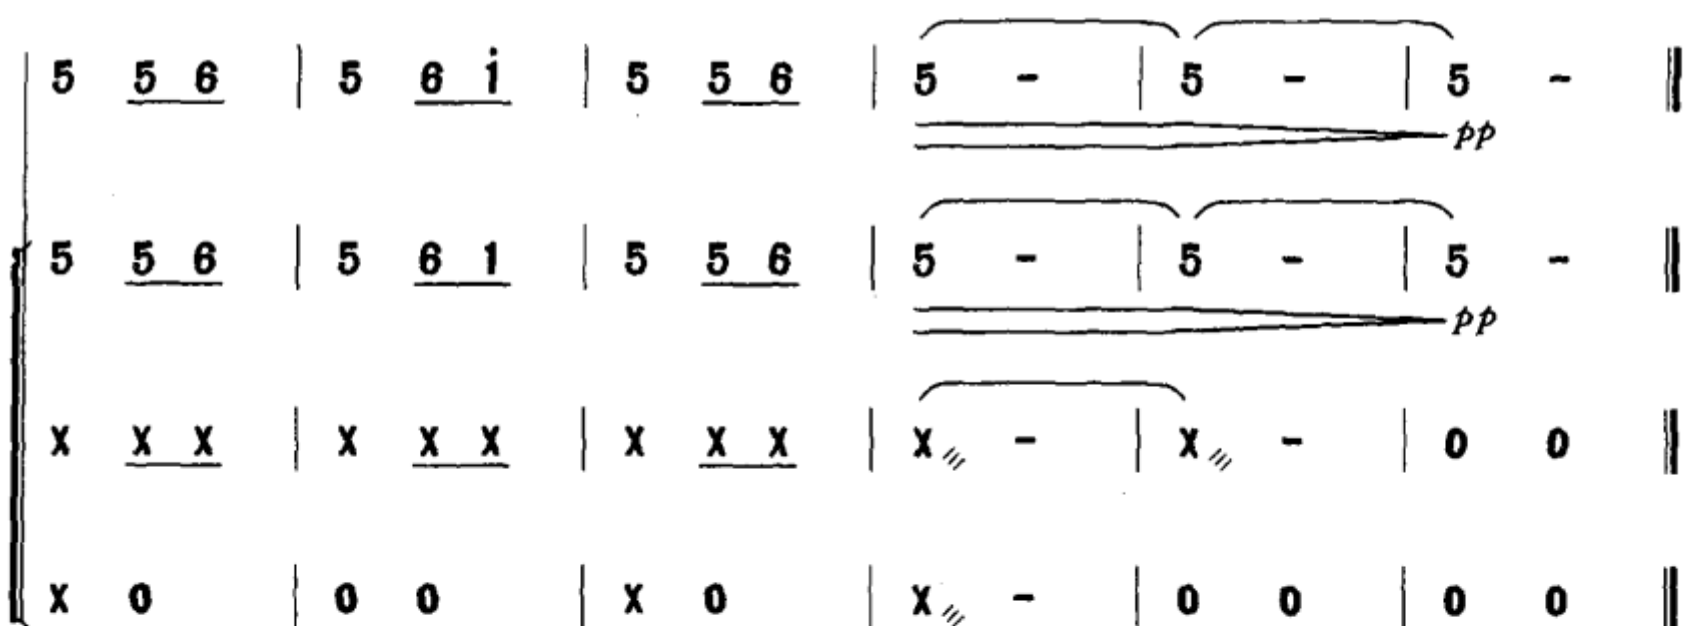 5 5 6 | 5 6 i | 5 5 6 | 5 - | 5 - | 5 - ‖
pp
5 5 6 | 5 6 1 | 5 5 6 | 5 - | 5 - | 5 - ‖
pp
X X X | X X X | X X X | X /// - | X /// - | 0 0 ‖
X 0 | 0 0 | X 0 | X /// - | 0 0 | 0 0 ‖